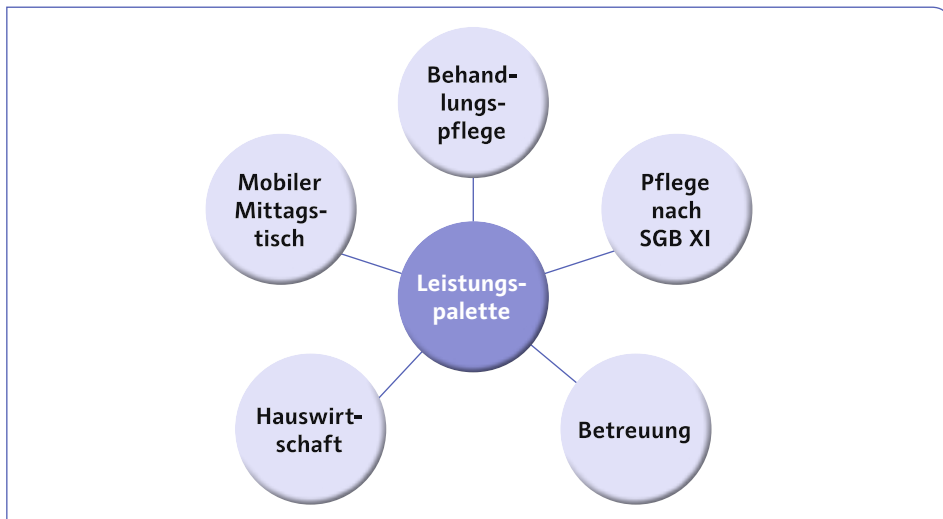 Behand-
lungs-
pflege
Mobiler
Mittags-
tisch
Pflege
nach
SGB XI
Leistungs-
palette
Hauswirt-
schaft
Betreuung